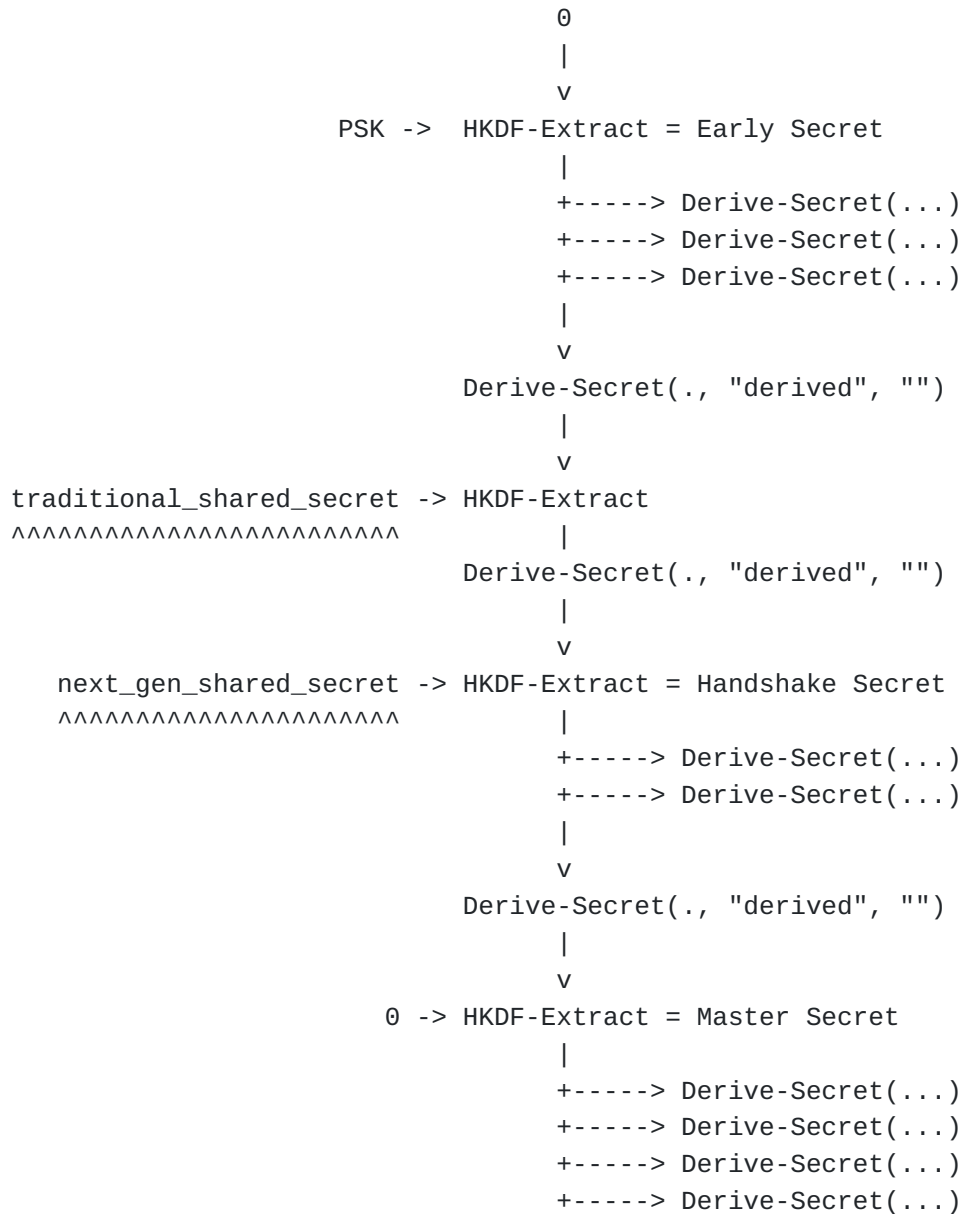 0
                                    |
                                    v
                     PSK ->  HKDF-Extract = Early Secret
                                    |
                                    +-----> Derive-Secret(...)
                                    +-----> Derive-Secret(...)
                                    +-----> Derive-Secret(...)
                                    |
                                    v
                              Derive-Secret(., "derived", "")
                                    |
                                    v
traditional_shared_secret -> HKDF-Extract
^^^^^^^^^^^^^^^^^^^^^^^^^          |
                              Derive-Secret(., "derived", "")
                                    |
                                    v
   next_gen_shared_secret -> HKDF-Extract = Handshake Secret
   ^^^^^^^^^^^^^^^^^^^^^^          |
                                    +-----> Derive-Secret(...)
                                    +-----> Derive-Secret(...)
                                    |
                                    v
                              Derive-Secret(., "derived", "")
                                    |
                                    v
                        0 -> HKDF-Extract = Master Secret
                                    |
                                    +-----> Derive-Secret(...)
                                    +-----> Derive-Secret(...)
                                    +-----> Derive-Secret(...)
                                    +-----> Derive-Secret(...)